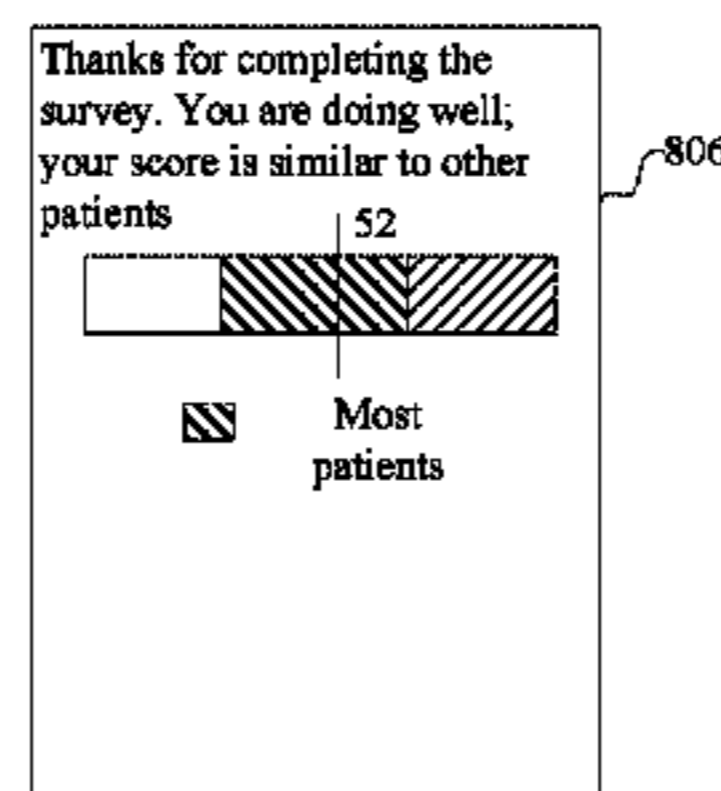 Thanks for completing the
survey. You are doing well;
your score is similar to other
patients
52
806
Most
patients